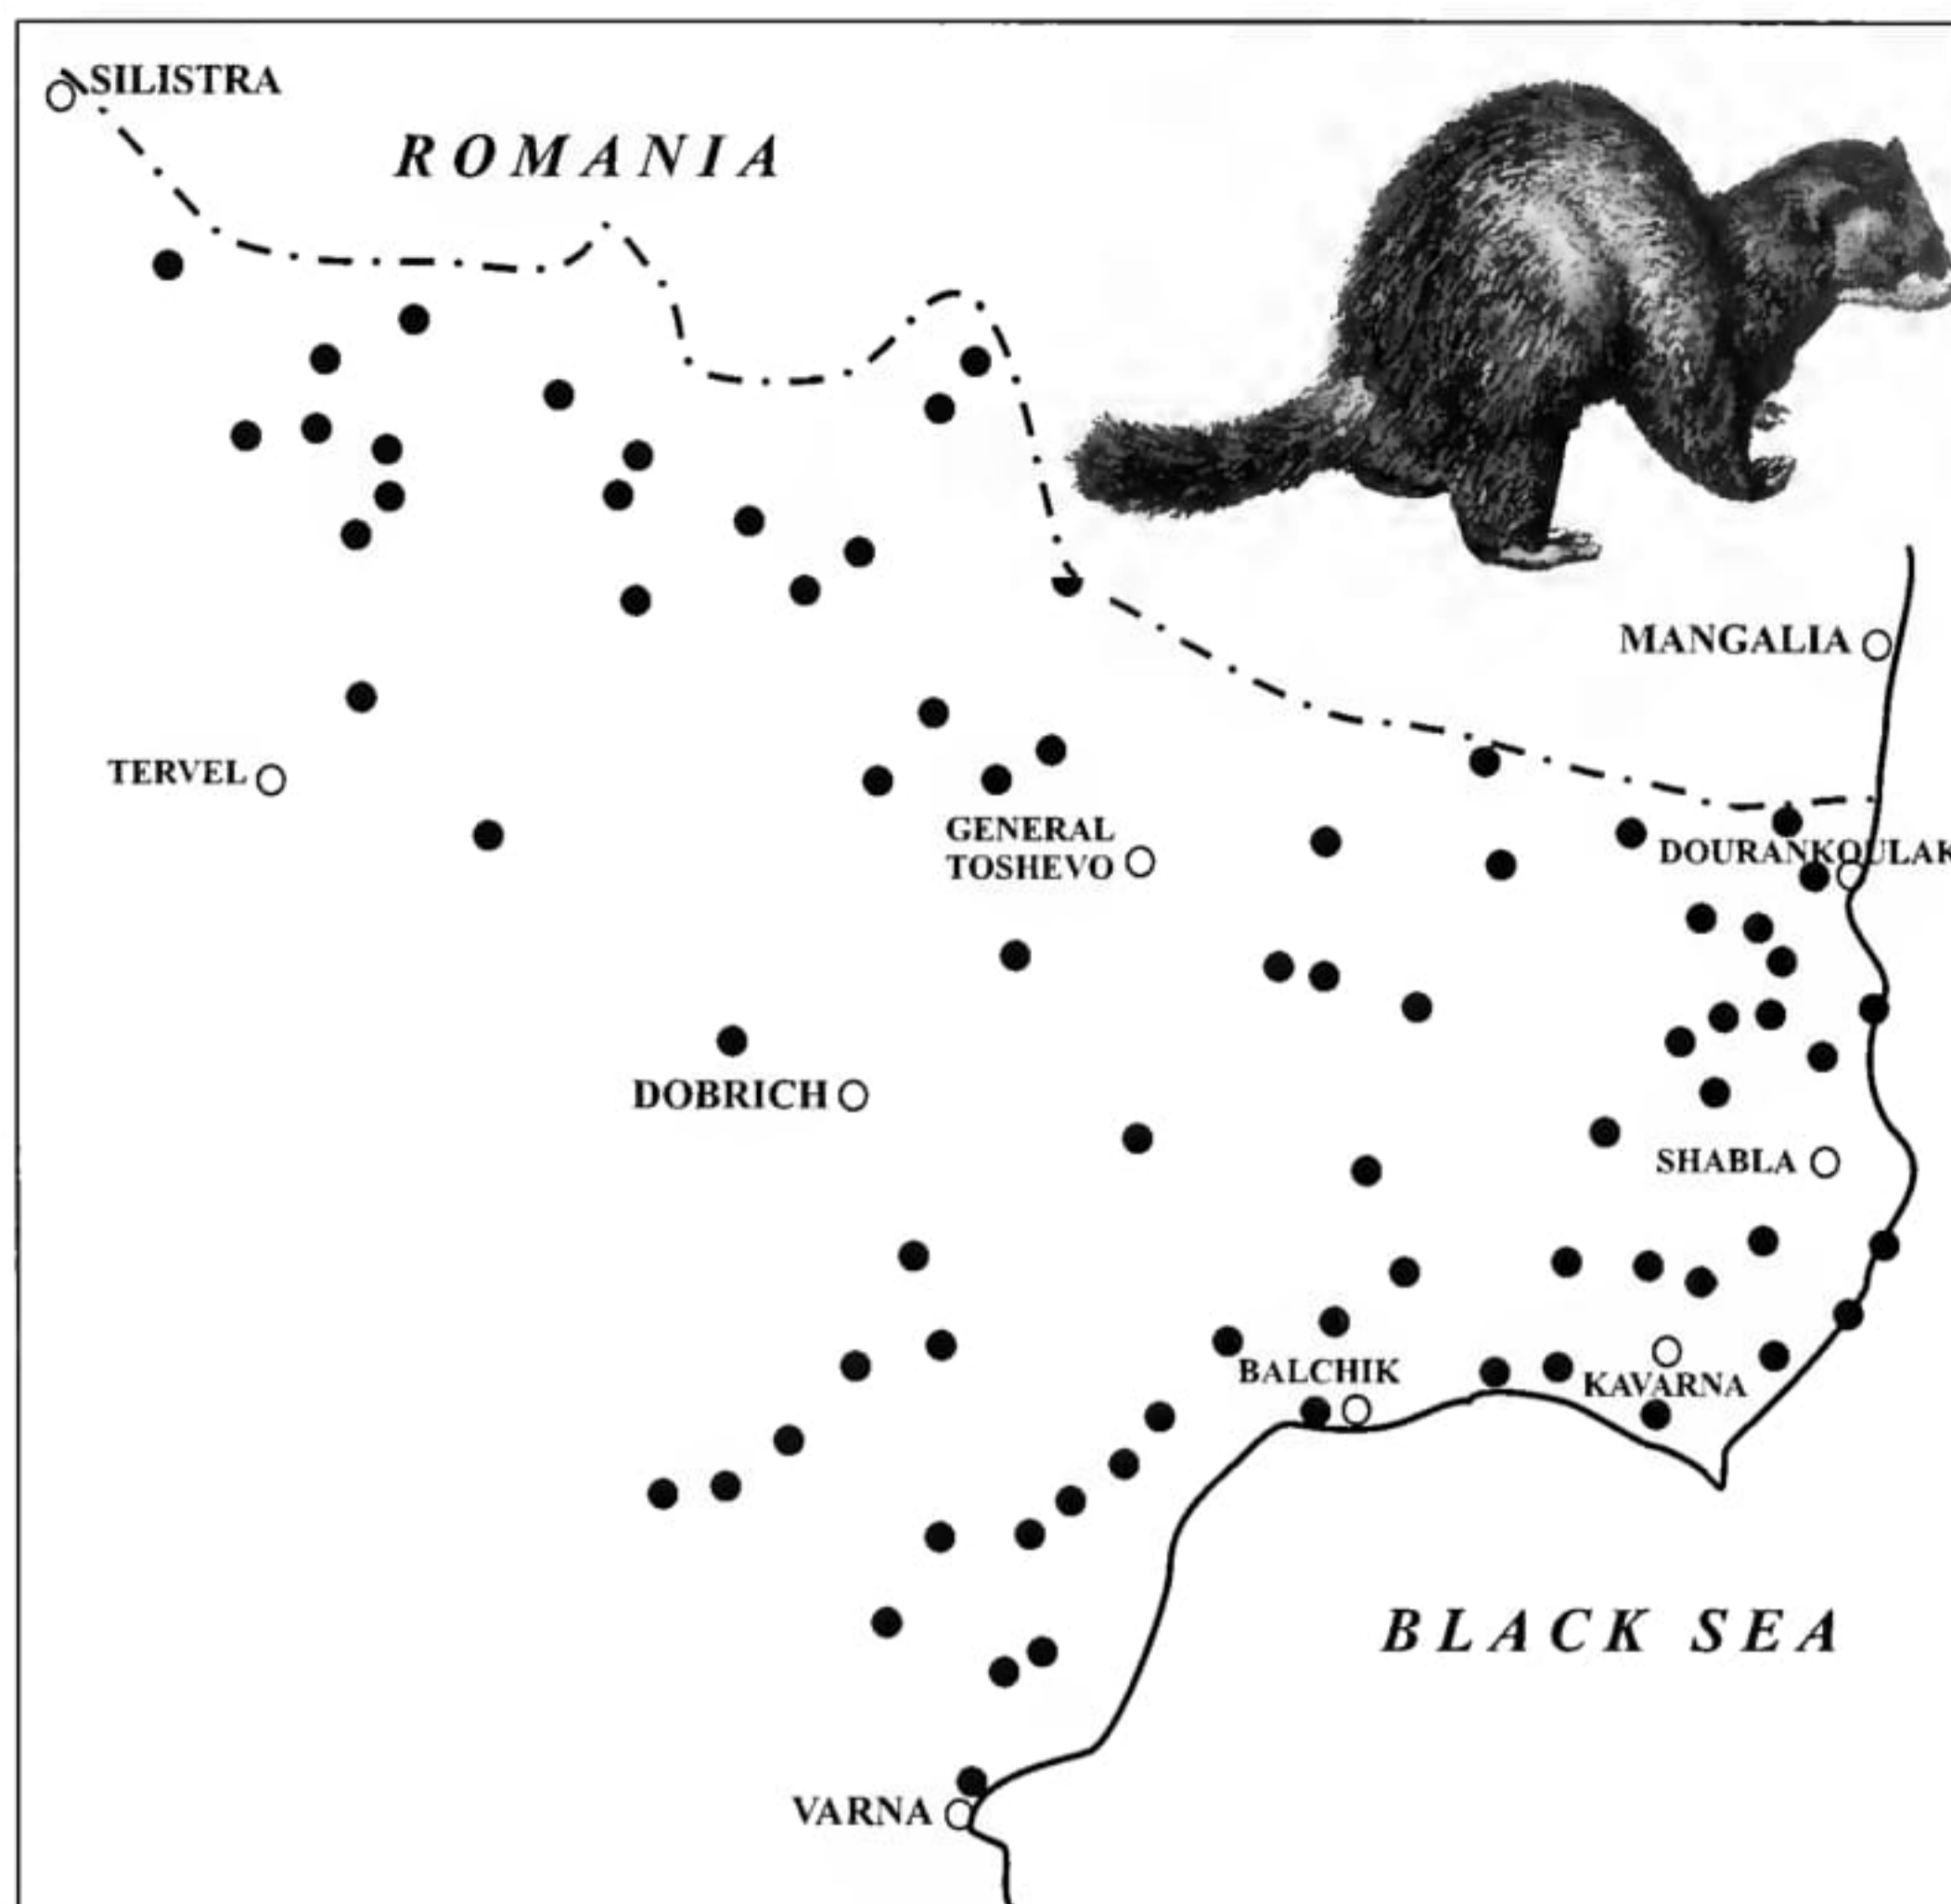 SILISTRA
ROMANIA
MANGALIA
TERVEL
GENERAL
TOSHEVO
DOURANKOULAK
DOBRICH
SHABLA
BALCHIK
KAVARNA
BLACK SEA
VARNA